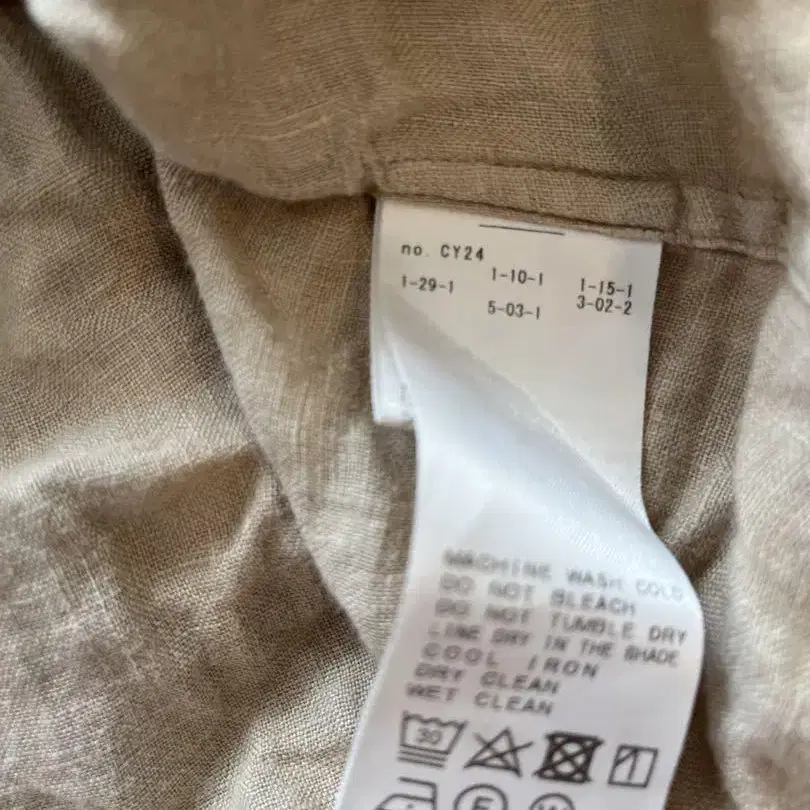 no. CY24
1-29-1 1-10-1 1-15-1
5-03-1 3-02-2
MACHINE WASH COLD
DO NOT BLEACH
DO NOT TUMBLE DRY
LINE DRY IN THE SHADE
COOL IRON
DRY CLEAN
WET CLEAN
30